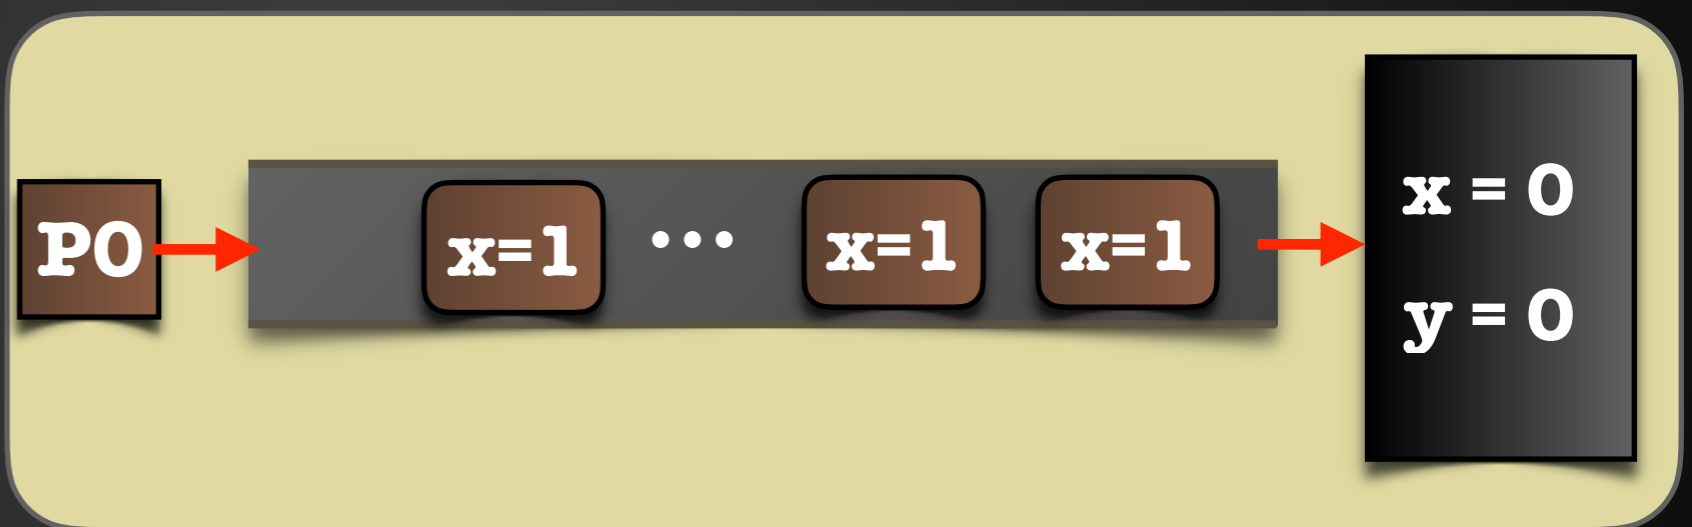 P0
x=1 ... x=1 x=1
x = 0
y = 0